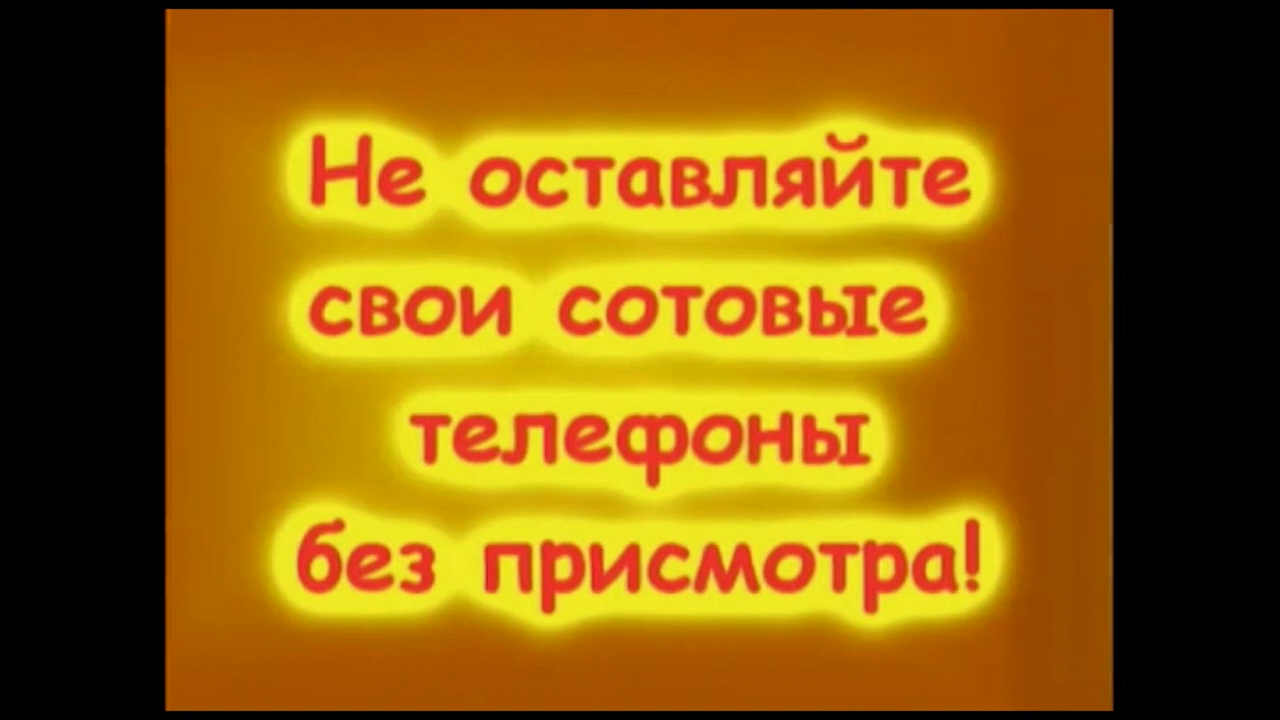 Не оставляйте
свои сотовые
телефоны
без присмотра!